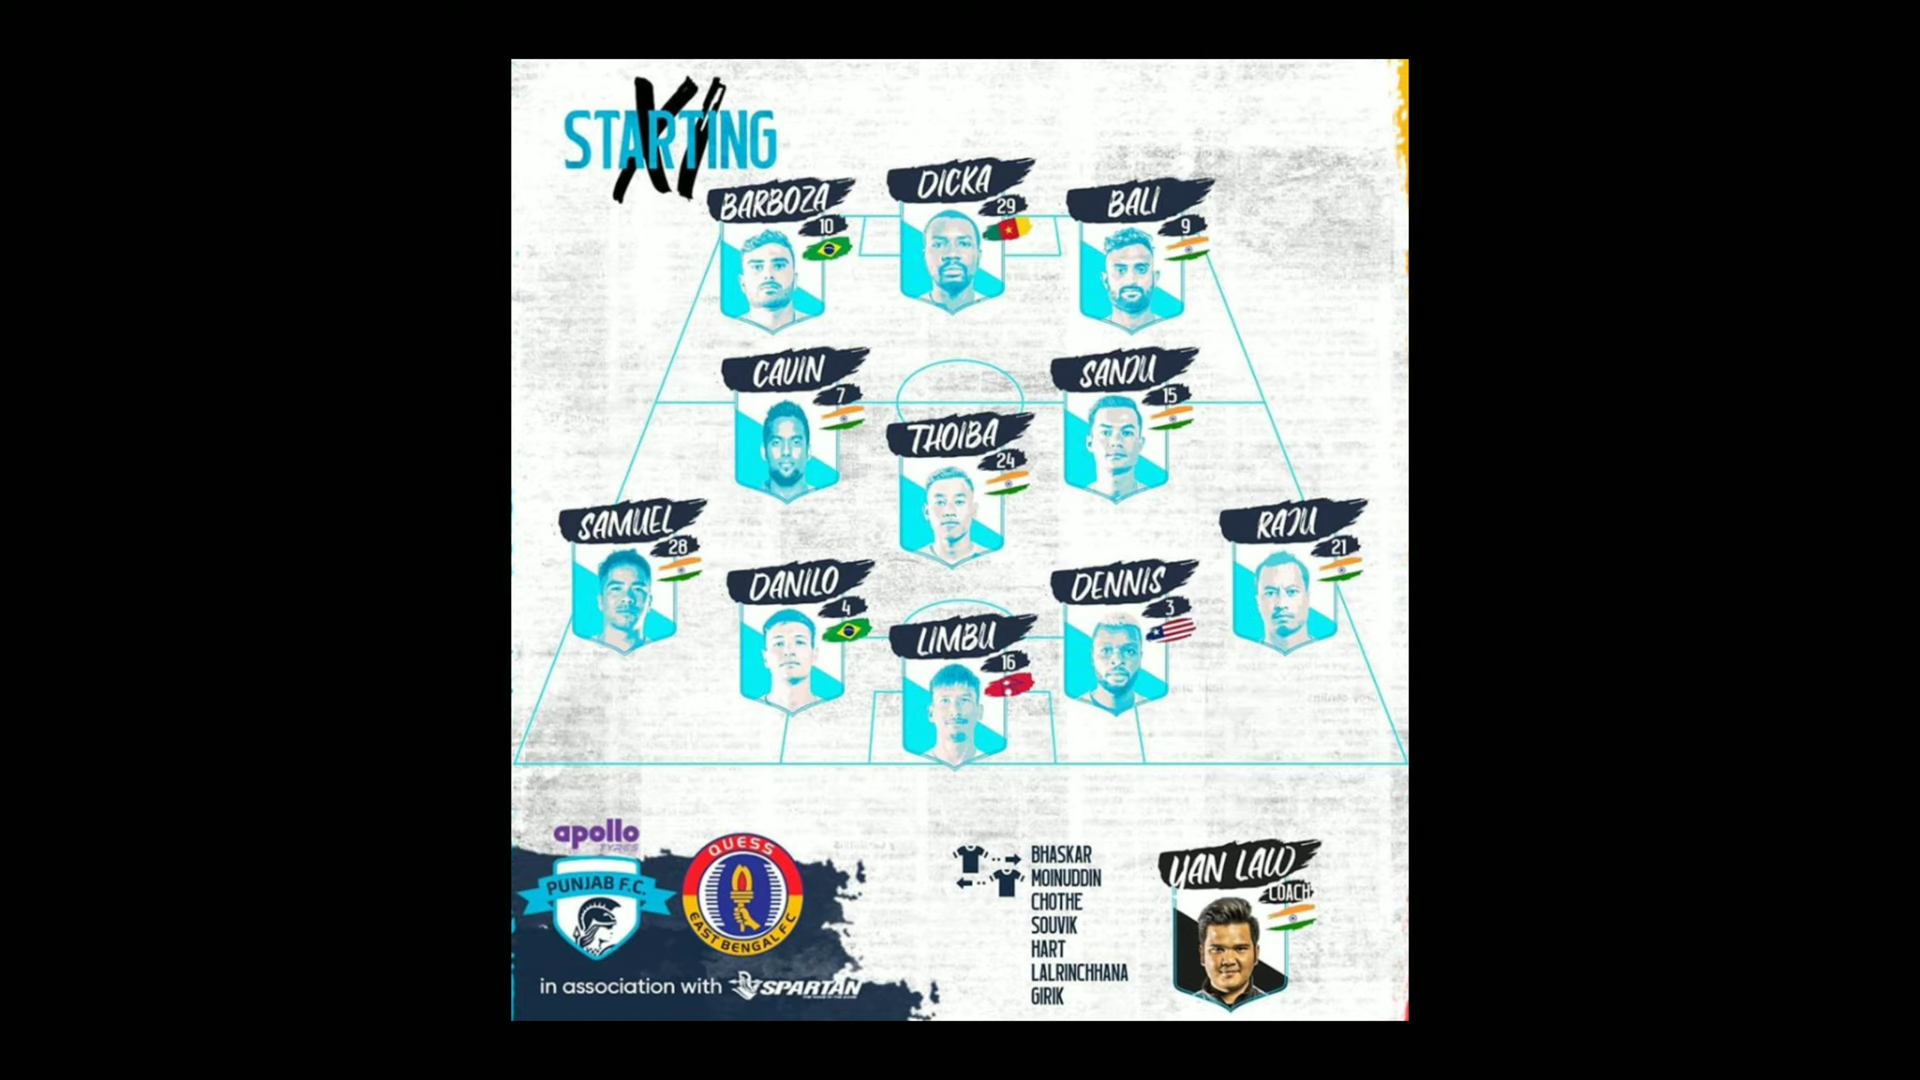 STARTING
XI
BARBOZA
10
DICKA
29
BALI
9
CAVIN
7
SANJU
15
THOIBA
24
SAMUEL
28
RAJU
21
DANILO
4
DENNIS
3
LIMBU
16
apollo
TYRES
PUNJAB F.C.
QUESS
EAST BENGAL FC
in association with SPARTAN
BHASKAR
MOINUDDIN
CHOTHE
SOUVIK
HART
LALRINCHHANA
GIRIK
YAN LAW
COACH